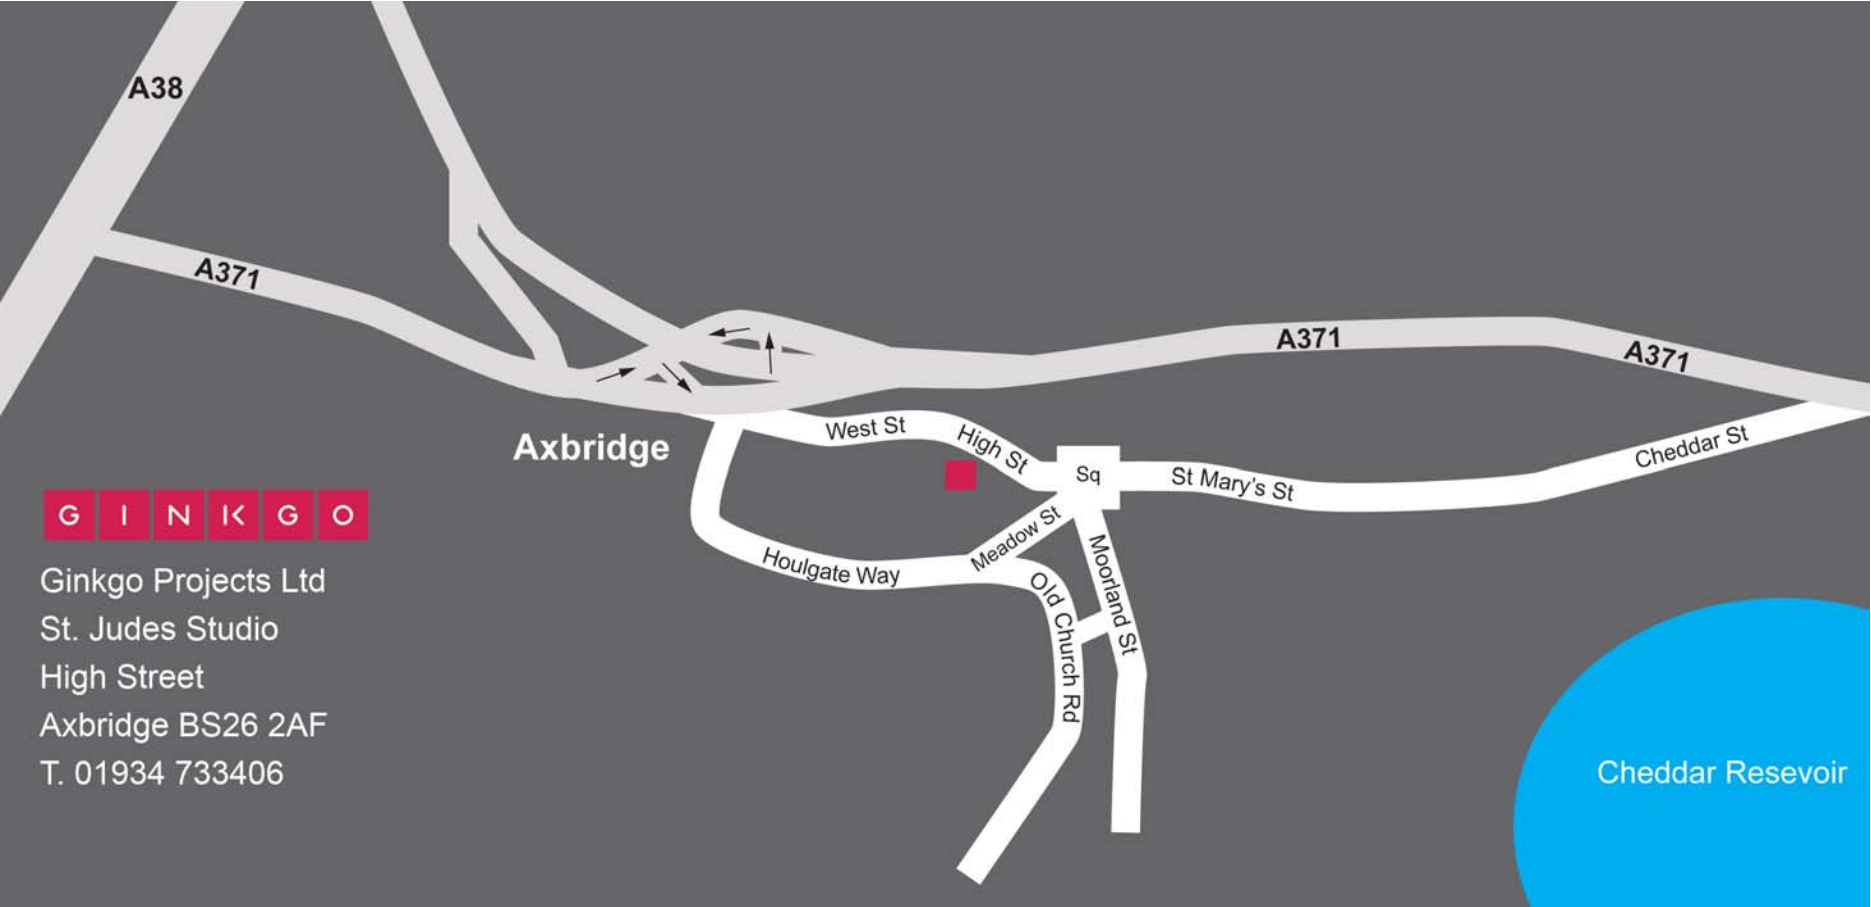 A38
A371
A371
A371
Axbridge
West St
High St
Sq
St Mary's St
Cheddar St
Meadow St
Houlgate Way
Old Church Rd
Moorland St
GINKGO
Ginkgo Projects Ltd
St. Judes Studio
High Street
Axbridge BS26 2AF
T. 01934 733406
Cheddar Resevoir